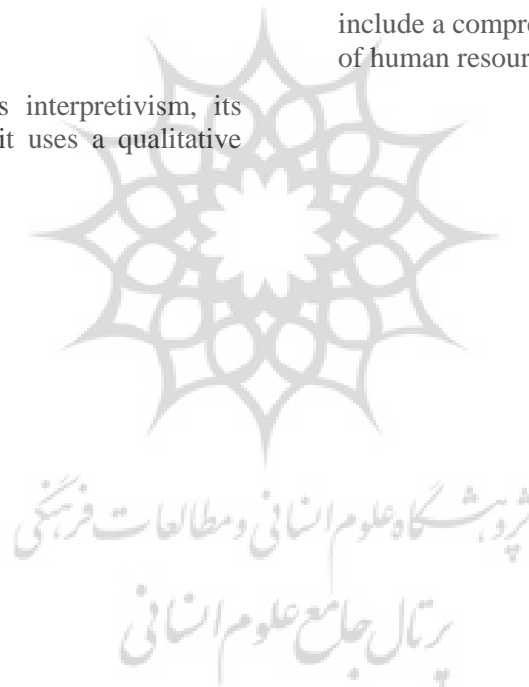 s interpretivism, its
it uses a qualitative
include a compre
of human resour
پژوهشگاه علوم انسانی و مطالعات فرهنگی
پرتال جامع علوم انسانی